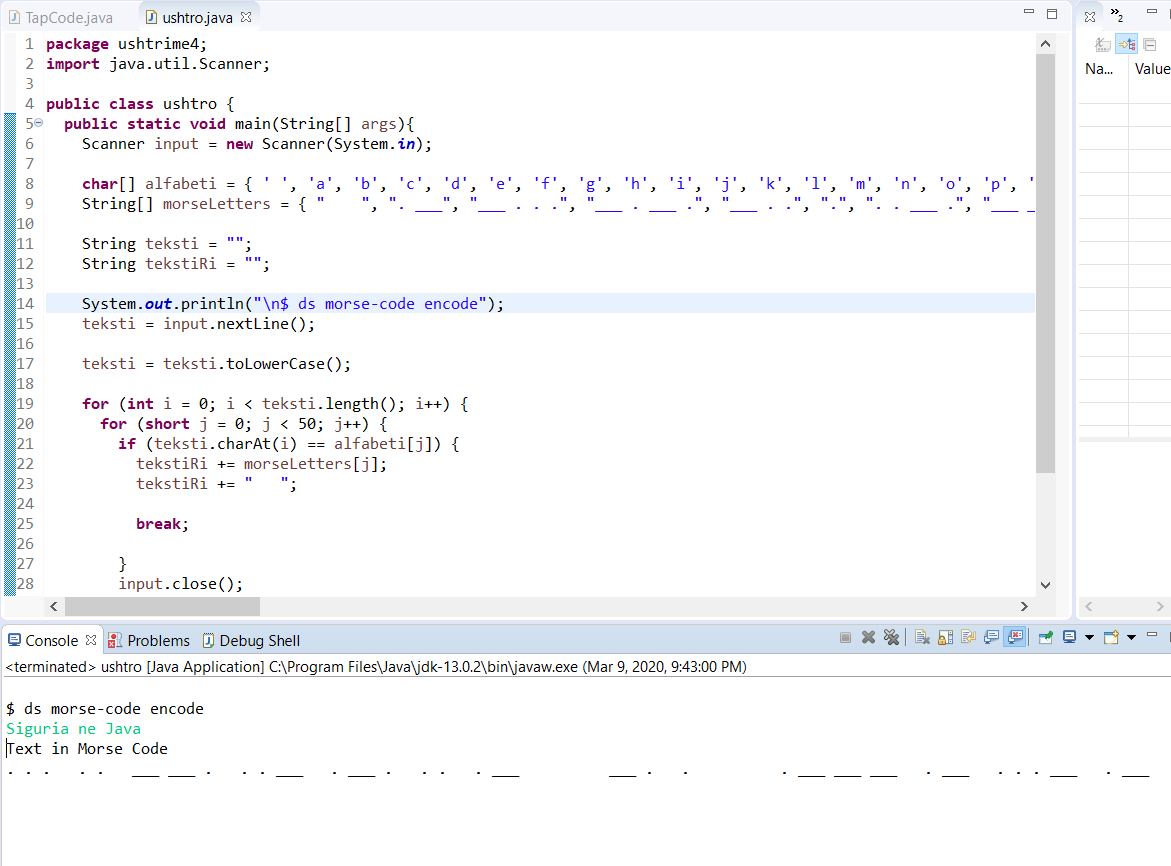 TapCode.java ushtro.java 2
1 package ushtrime4;
2 import java.util.Scanner;
3
4 public class ushtro {
5 public static void main(String[] args){
6 Scanner input = new Scanner(System.in);
7
8 char[] alfabeti = { ' ', 'a', 'b', 'c', 'd', 'e', 'f', 'g', 'h', 'i', 'j', 'k', 'l', 'm', 'n', 'o', 'p', '
9 String[] morseLetters = { "    ", ". ___", "___ . . .", "___ . ___ .", "___ . .", ".", ". . ___ .", "___ _
10
11 String teksti = "";
12 String tekstiRi = "";
13
14 System.out.println("\n$ ds morse-code encode");
15 teksti = input.nextLine();
16
17 teksti = teksti.toLowerCase();
18
19 for (int i = 0; i < teksti.length(); i++) {
20 for (short j = 0; j < 50; j++) {
21 if (teksti.charAt(i) == alfabeti[j]) {
22 tekstiRi += morseLetters[j];
23 tekstiRi += "   ";
24
25 break;
26
27 }
28 input.close();
Na... Value
Console Problems Debug Shell
<terminated> ushtro [Java Application] C:\Program Files\Java\jdk-13.0.2\bin\javaw.exe (Mar 9, 2020, 9:43:00 PM)
$ ds morse-code encode
Siguria ne Java
Text in Morse Code
. . .   . .   ___ ___ .   . . ___   . ___ .   . .   . ___          ___ .   .          . ___ ___ ___   . ___   . . . ___   . ___